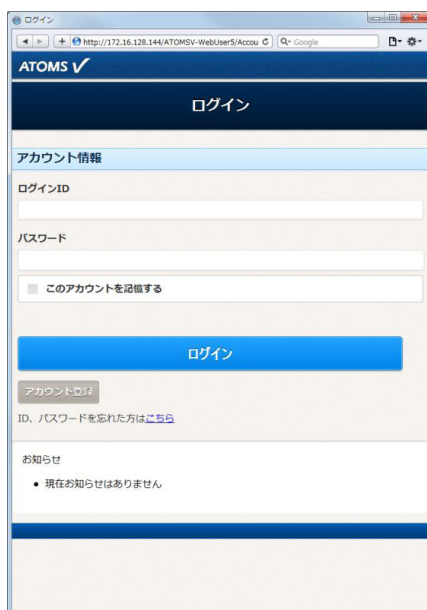 ログイン
http://172.16.128.144/ATOMSV-WebUser5/Accou
Google
ATOMS V
ログイン
アカウント情報
ログインID
パスワード
このアカウントを記憶する
ログイン
アカウント登録
ID、パスワードを忘れた方はこちら
お知らせ
• 現在お知らせはありません